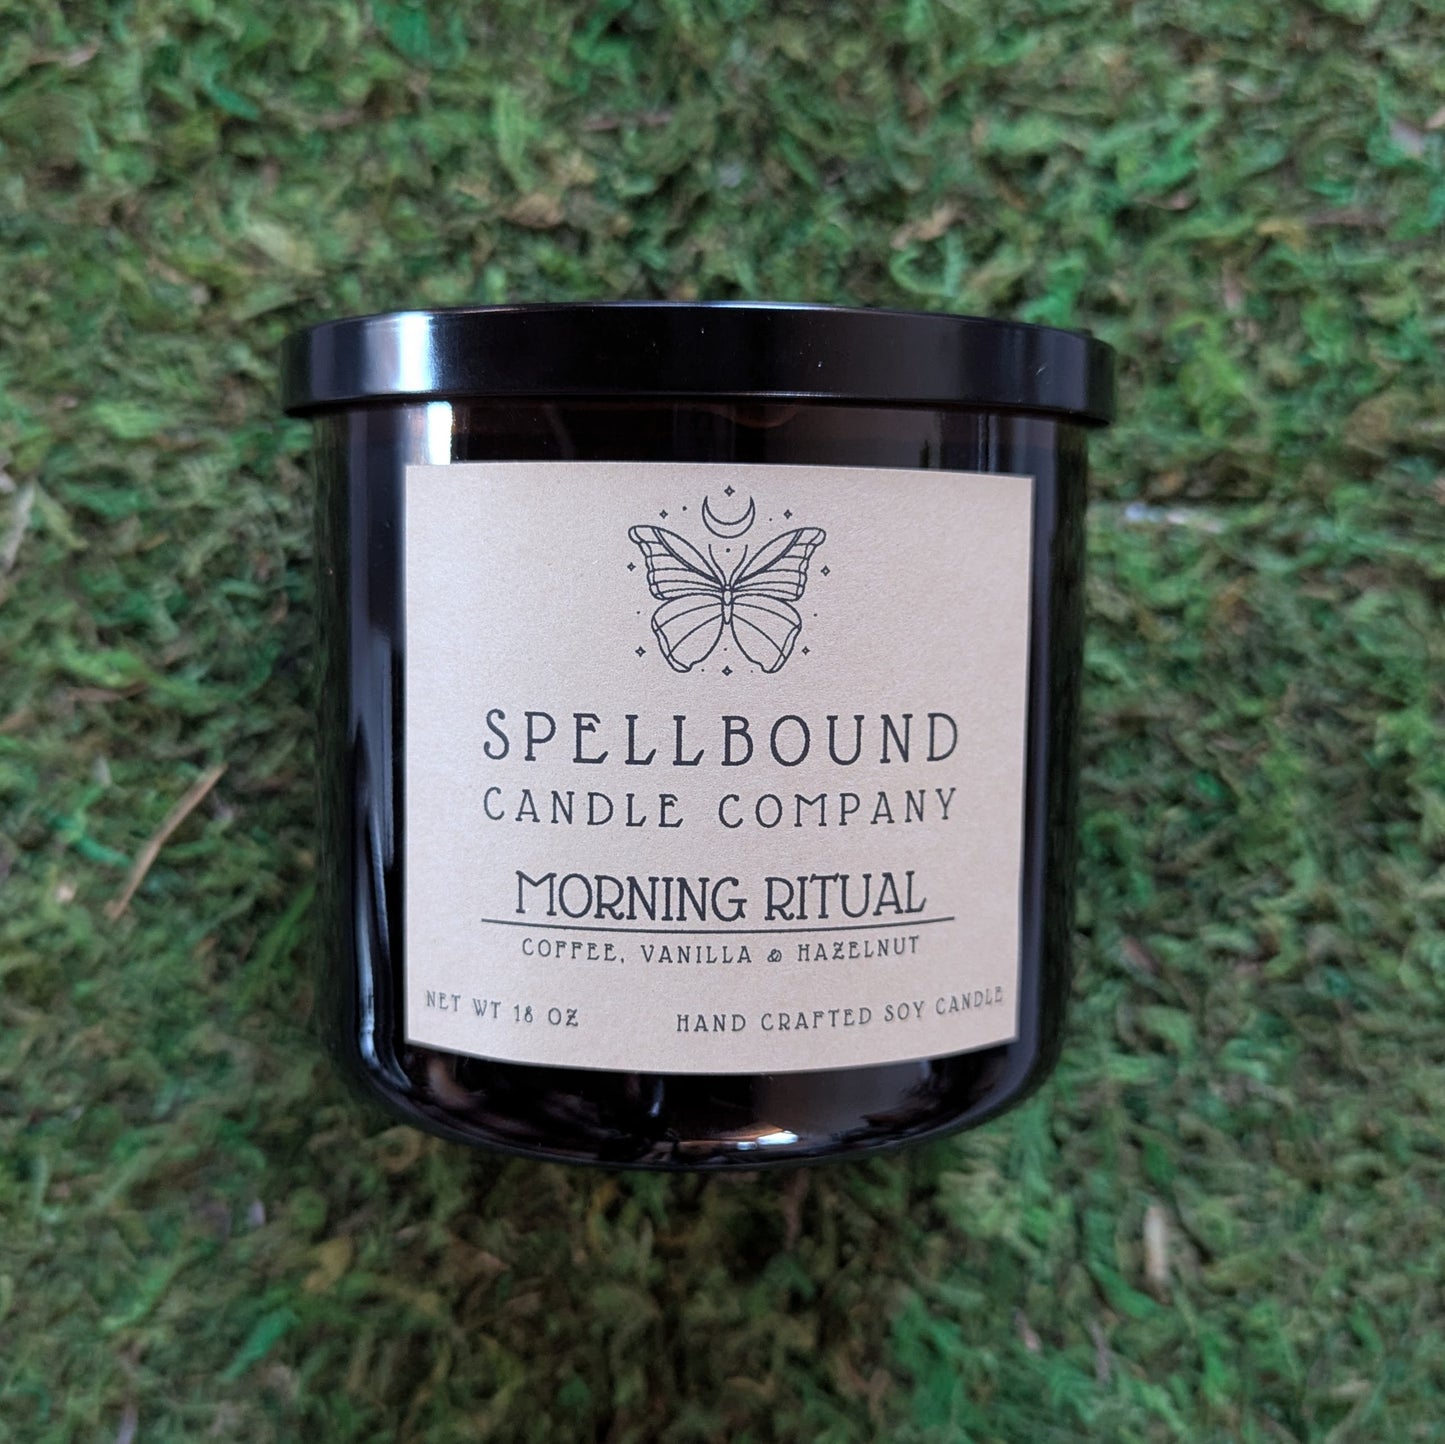 SPELLBOUND
CANDLE COMPANY
MORNING RITUAL
COFFEE, VANILLA & HAZELNUT
NET WT 18 OZ
HAND CRAFTED SOY CANDLE